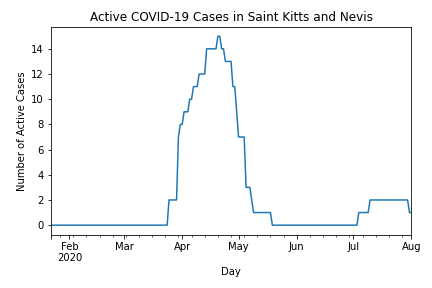 Active COVID-19 Cases in Saint Kitts and Nevis
Number of Active Cases
14
12
10
8
6
4
2
0
Feb Mar Apr May Jun Jul Aug
2020
Day